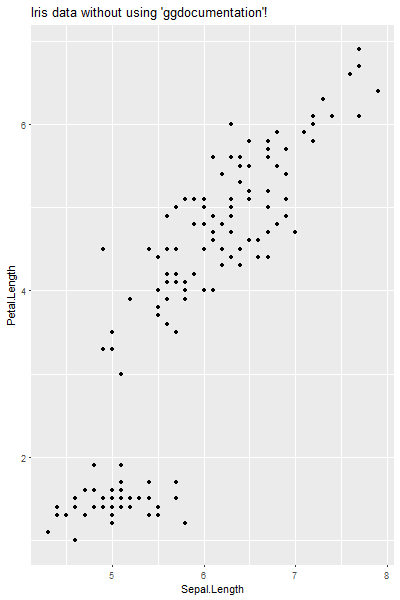 Iris data without using 'ggdocumentation'!
Petal.Length
6
4
2
5 6 7 8
Sepal.Length